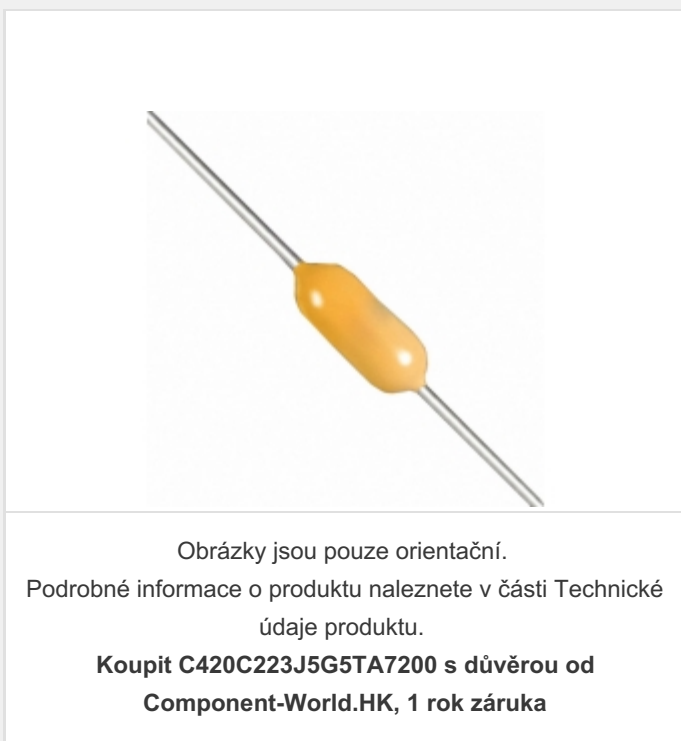 Obrázky jsou pouze orientační.
Podrobné informace o produktu naleznete v části Technické
údaje produktu.
Koupit C420C223J5G5TA7200 s důvěrou od
Component-World.HK, 1 rok záruka